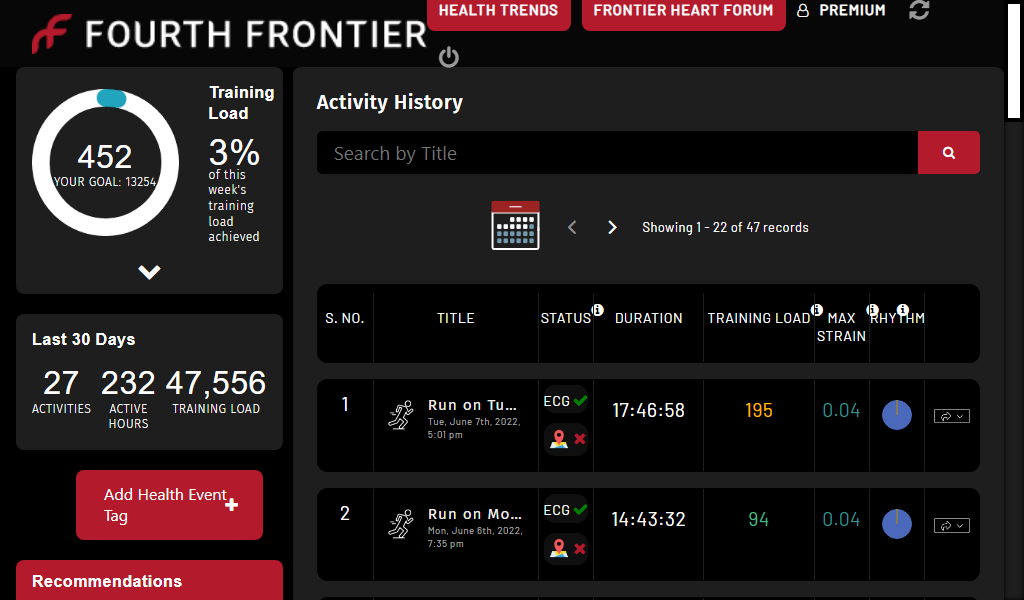 FOURTH FRONTIER
HEALTH TRENDS
FRONTIER HEART FORUM
PREMIUM
Training
Load
3%
of this
week's
training
load
achieved
452
YOUR GOAL: 13254
Last 30 Days
27
ACTIVITIES
232
ACTIVE
HOURS
47,556
TRAINING LOAD
Add Health Event
Tag
Recommendations
Activity History
Search by Title
Showing 1 - 22 of 47 records
S. NO. TITLE STATUS DURATION TRAINING LOAD MAX STRAIN RHYTHM
1
Run on Tu...
Tue, June 7th, 2022,
5:01 pm
ECG
17:46:58
195
0.04
2
Run on Mo...
Mon, June 6th, 2022,
7:35 pm
ECG
14:43:32
94
0.04